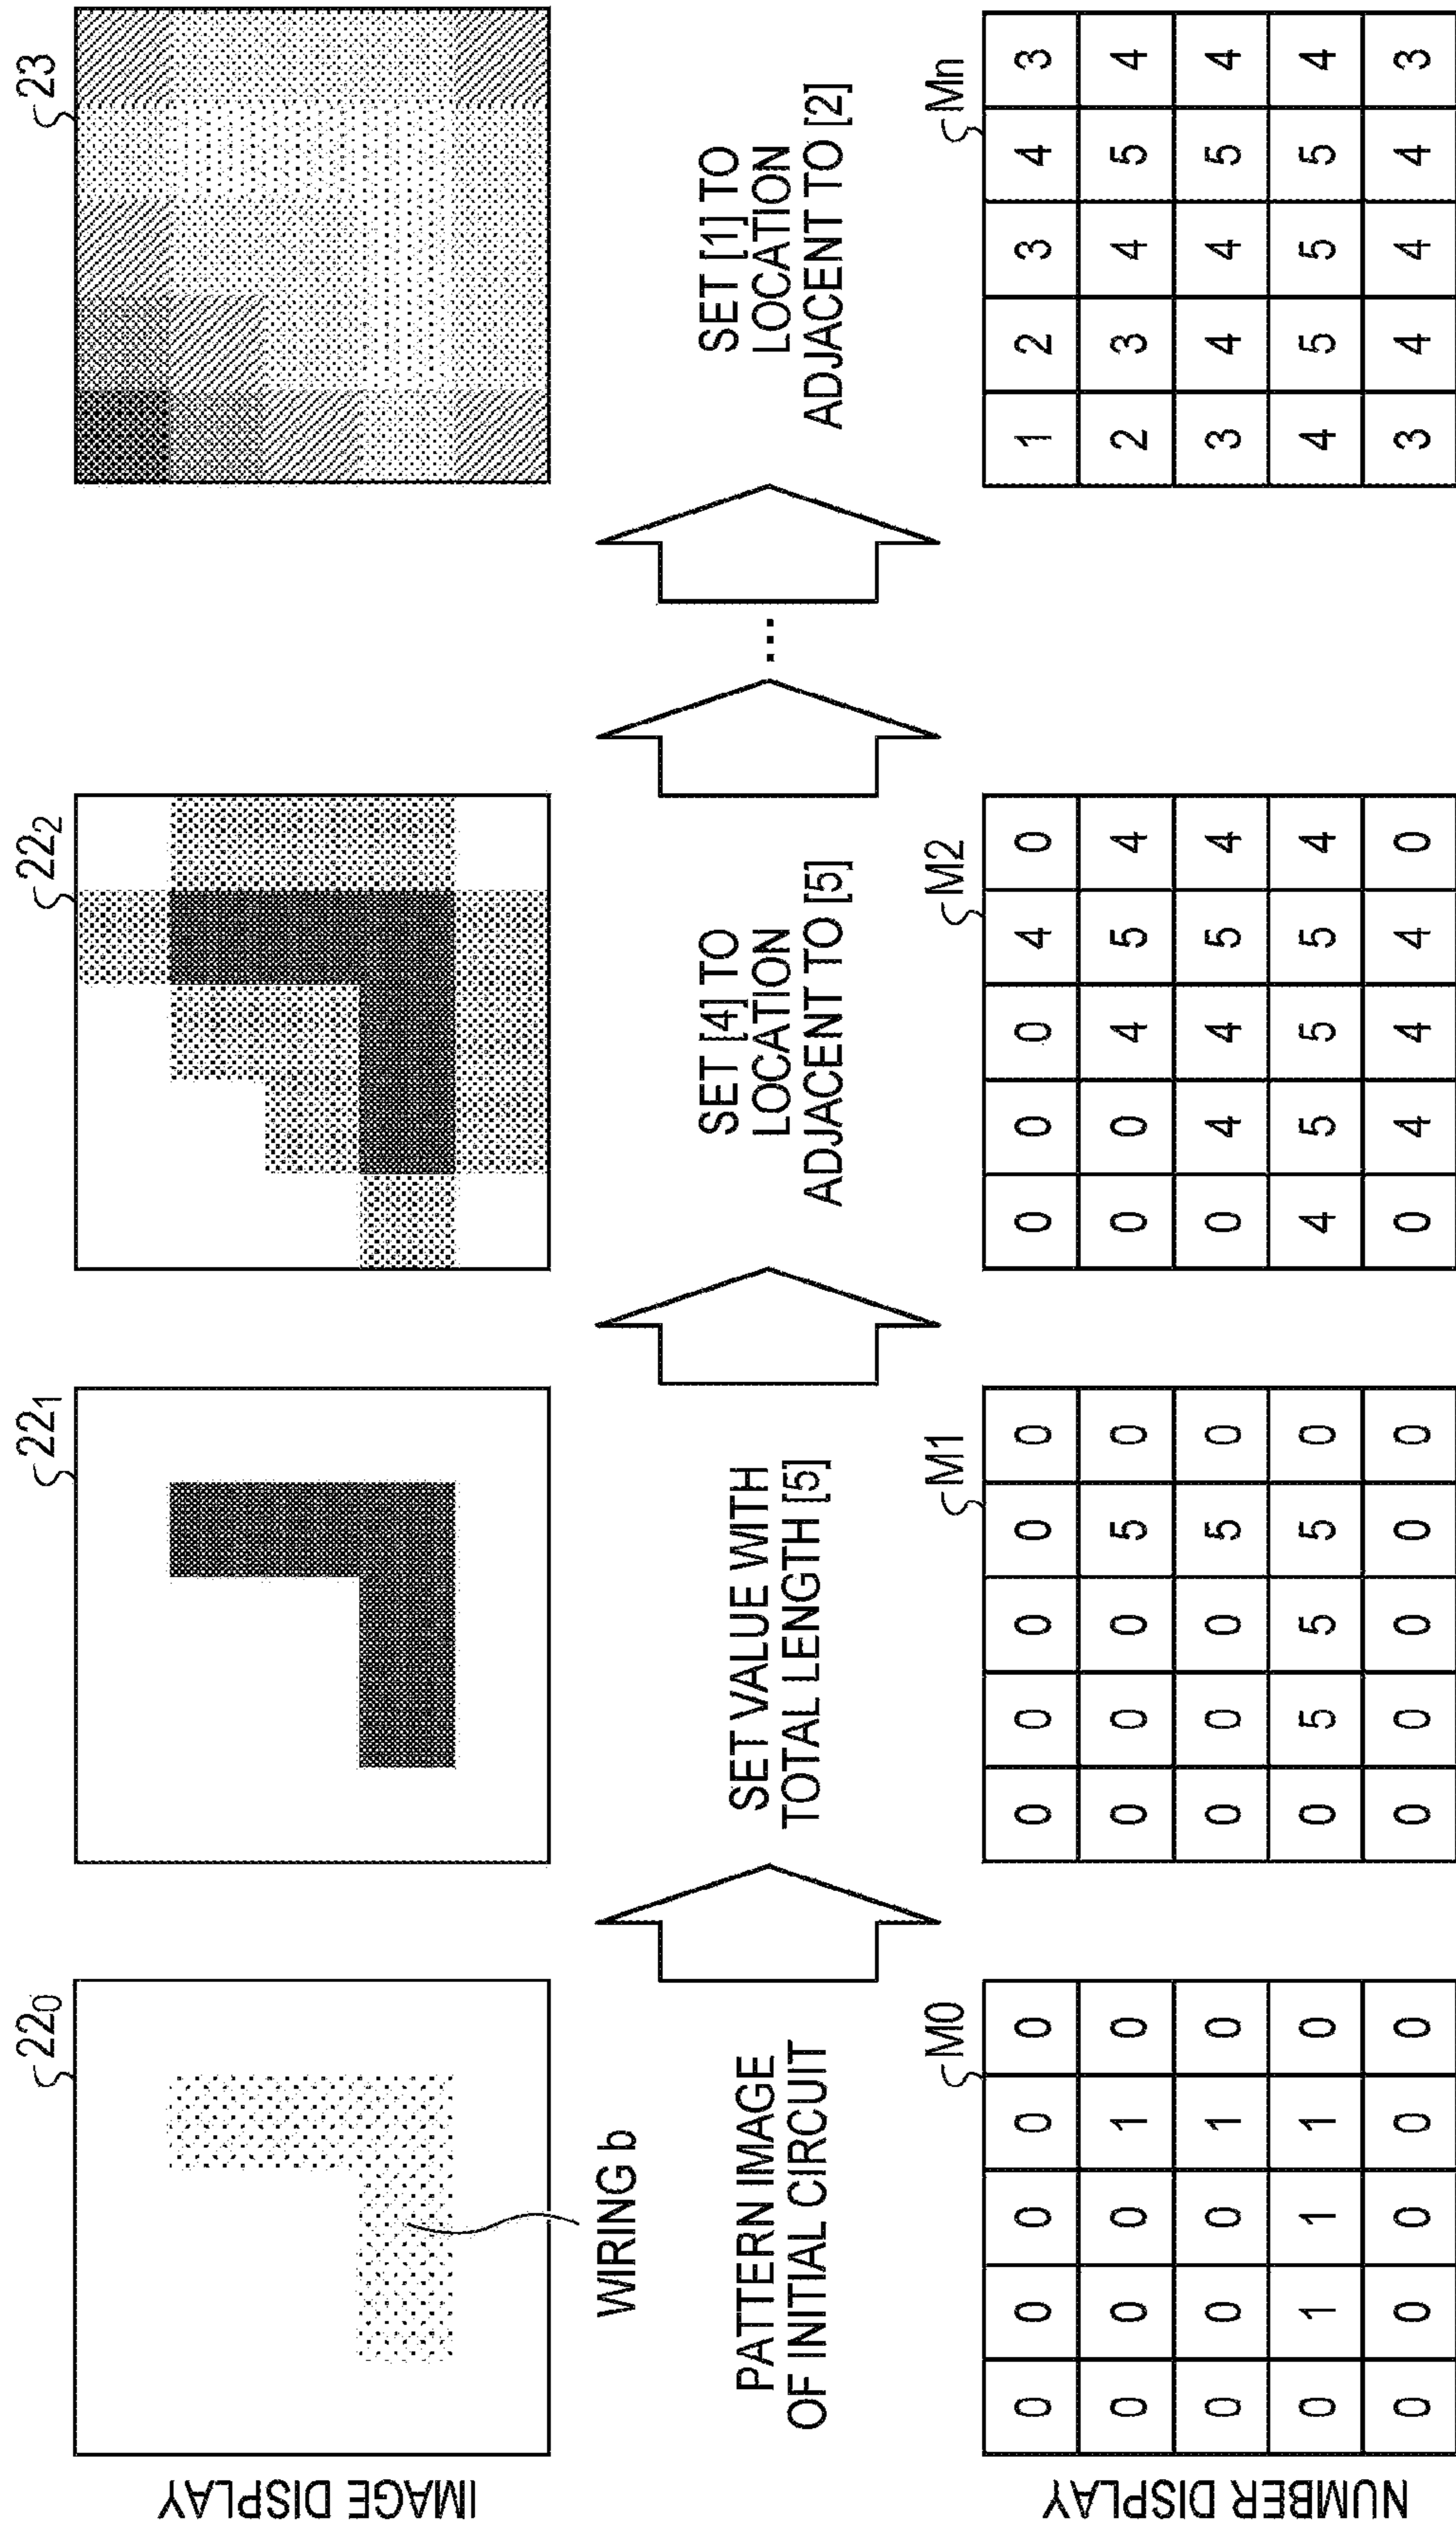 IMAGE DISPLAY
22₀
22₁
22₂
23
WIRING b
PATTERN IMAGE
OF INITIAL CIRCUIT
SET VALUE WITH
TOTAL LENGTH [5]
SET [4] TO
LOCATION
ADJACENT TO [5]
...
SET [1] TO
LOCATION
ADJACENT TO [2]
NUMBER DISPLAY
M0
0 0 0 0 0
0 0 0 1 0
0 0 0 1 0
0 1 1 1 0
0 0 0 0 0
M1
0 0 0 0 0
0 0 0 5 0
0 0 0 5 0
0 5 5 5 0
0 0 0 0 0
M2
0 0 0 4 0
0 0 4 5 4
0 4 4 5 4
4 5 5 5 4
0 4 4 4 0
Mn
1 2 3 4 3
2 3 4 5 4
3 4 4 5 4
4 5 5 5 4
3 4 4 4 3